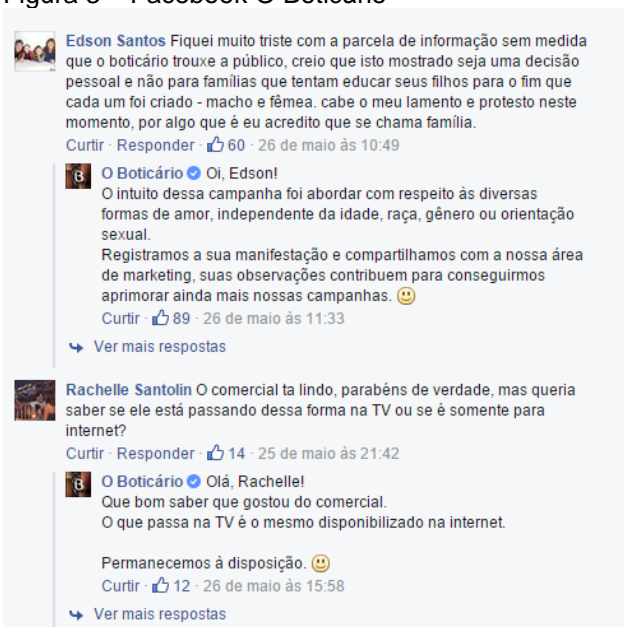 Figura 8 – Facebook O Boticário
Edson Santos Fiquei muito triste com a parcela de informação sem medida
que o boticário trouxe a público, creio que isto mostrado seja uma decisão
pessoal e não para famílias que tentam educar seus filhos para o fim que
cada um foi criado - macho e fêmea. cabe o meu lamento e protesto neste
momento, por algo que é eu acredito que se chama família.
Curtir · Responder · 60 · 26 de maio às 10:49
O Boticário Oi, Edson!
O intuito dessa campanha foi abordar com respeito às diversas
formas de amor, independente da idade, raça, gênero ou orientação
sexual.
Registramos a sua manifestação e compartilhamos com a nossa área
de marketing, suas observações contribuem para conseguirmos
aprimorar ainda mais nossas campanhas.
Curtir · 89 · 26 de maio às 11:33
Ver mais respostas
Rachelle Santolin O comercial ta lindo, parabéns de verdade, mas queria
saber se ele está passando dessa forma na TV ou se é somente para
internet?
Curtir · Responder · 14 · 25 de maio às 21:42
O Boticário Olá, Rachelle!
Que bom saber que gostou do comercial.
O que passa na TV é o mesmo disponibilizado na internet.
Permanecemos à disposição.
Curtir · 12 · 26 de maio às 15:58
Ver mais respostas